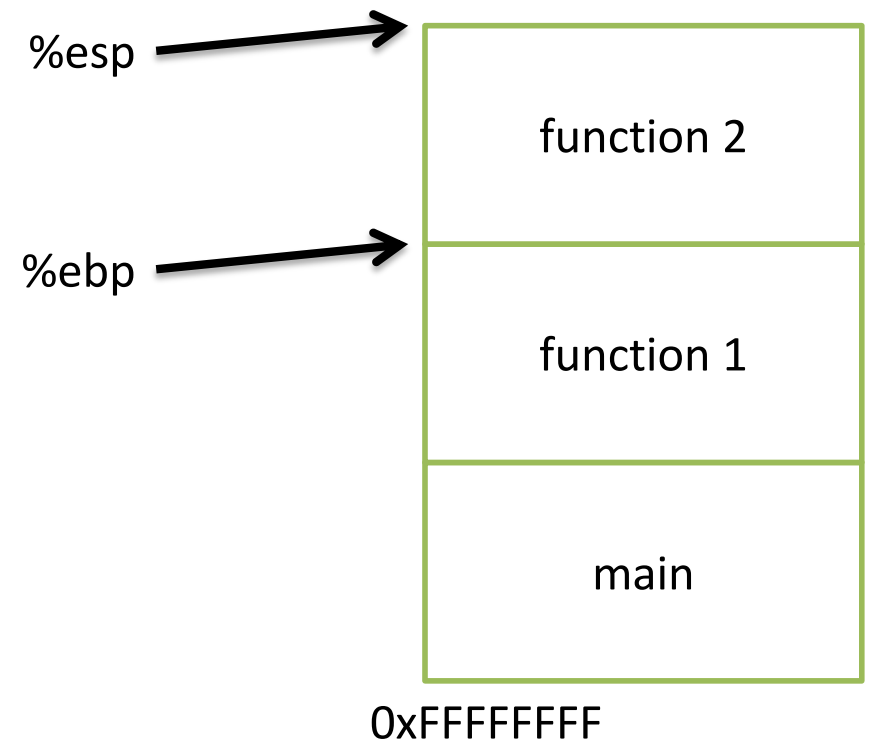 %esp
function 2
%ebp
function 1
main
0xFFFFFFFF